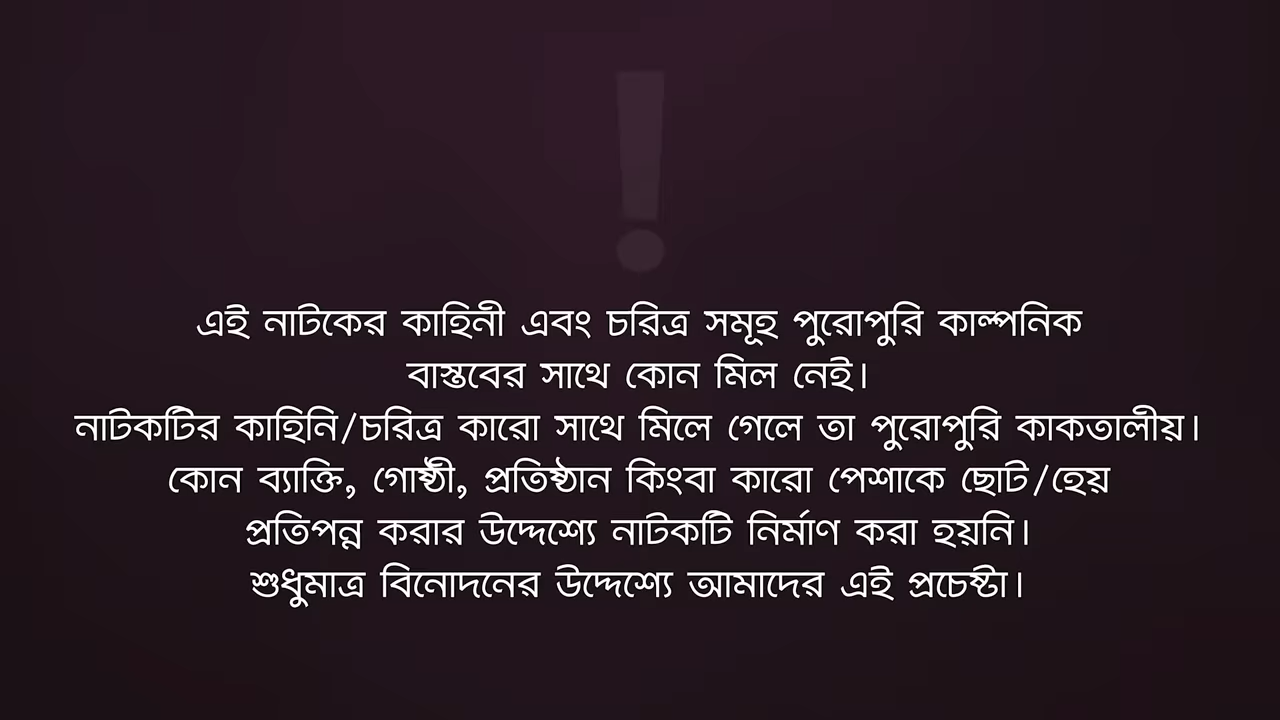 এই নাটকের কাহিনী এবং চরিত্র সমূহ পুরোপুরি কাল্পনিক
বাস্তবের সাথে কোন মিল নেই।
নাটকটির কাহিনি/চরিত্র কারো সাথে মিলে গেলে তা পুরোপুরি কাকতালীয়।
কোন ব্যাক্তি, গোষ্ঠী, প্রতিষ্ঠান কিংবা কারো পেশাকে ছোট/হেয়
প্রতিপন্ন করার উদ্দেশ্যে নাটকটি নির্মাণ করা হয়নি।
শুধুমাত্র বিনোদনের উদ্দেশ্যে আমাদের এই প্রচেষ্টা।